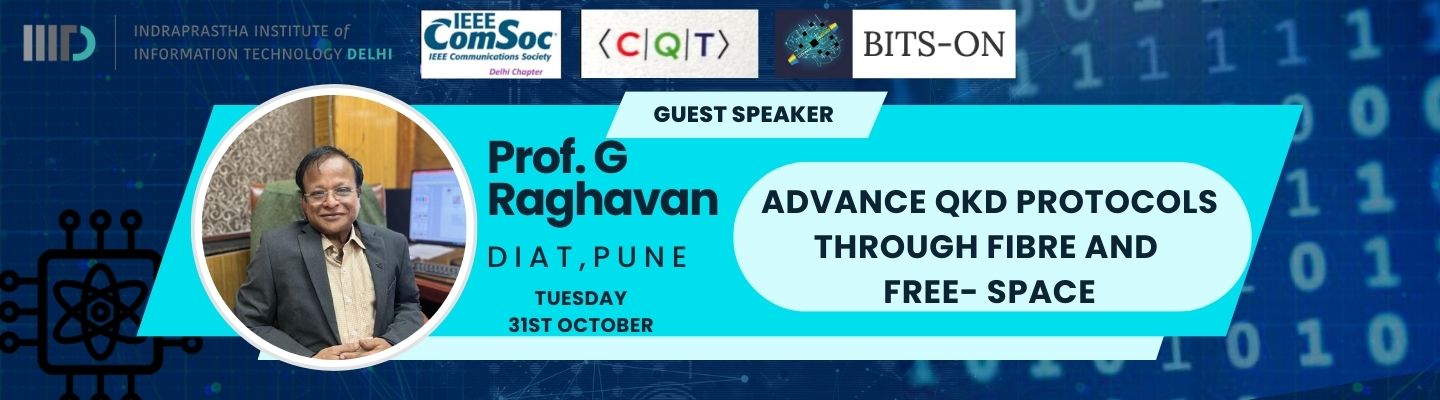 INDRAPRASTHA INSTITUTE of
INFORMATION TECHNOLOGY DELHI
IEEE
ComSoc
IEEE Communications Society
Delhi Chapter
⟨C|Q|T⟩
BITS-ON
GUEST SPEAKER
Prof. G
Raghavan
DIAT,PUNE
TUESDAY
31ST OCTOBER
ADVANCE QKD PROTOCOLS
THROUGH FIBRE AND
FREE- SPACE